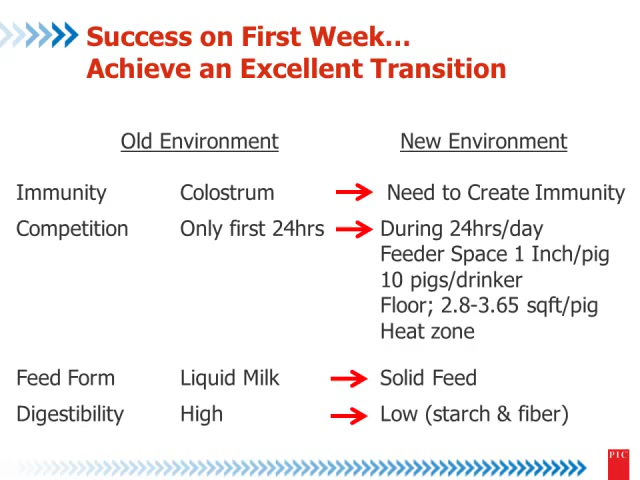 Success on First Week...
Achieve an Excellent Transition
Old Environment New Environment
Immunity Colostrum Need to Create Immunity
Competition Only first 24hrs During 24hrs/day
Feeder Space 1 Inch/pig
10 pigs/drinker
Floor; 2.8-3.65 sqft/pig
Heat zone
Feed Form Liquid Milk Solid Feed
Digestibility High Low (starch & fiber)
PIC